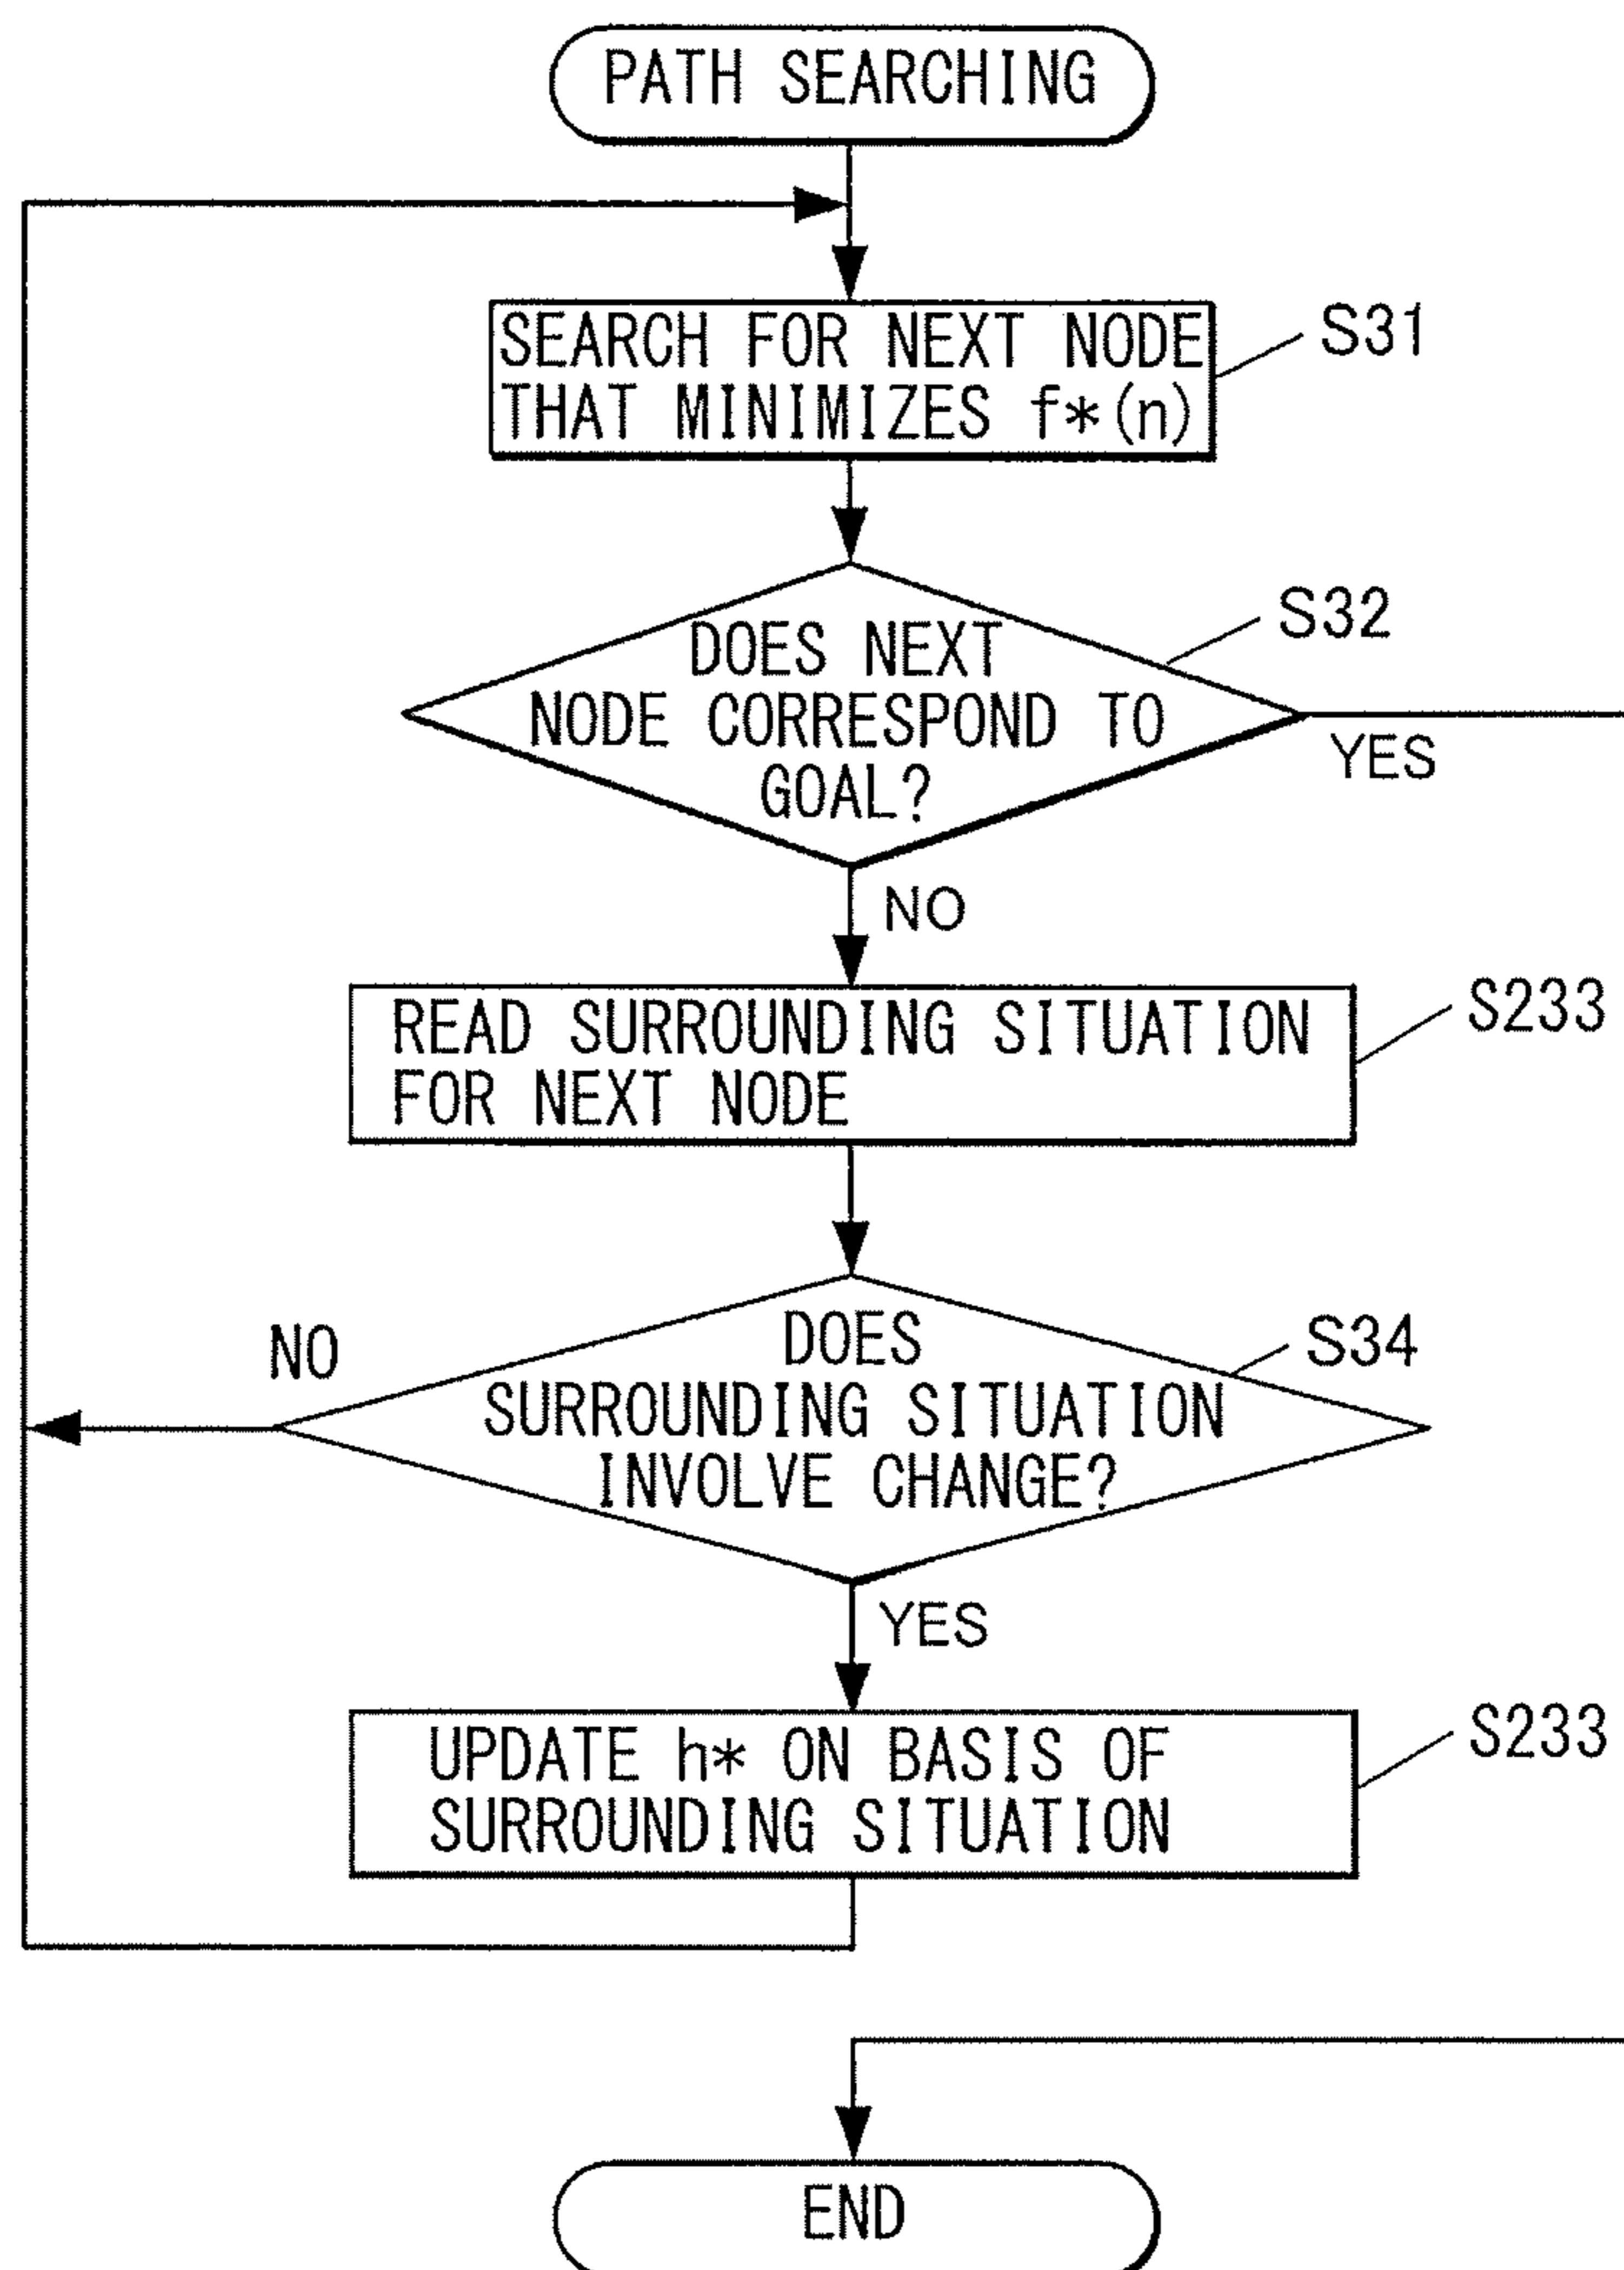 PATH SEARCHING
SEARCH FOR NEXT NODE
THAT MINIMIZES f*(n)
S31
DOES NEXT
NODE CORRESPOND TO
GOAL?
S32
YES
NO
READ SURROUNDING SITUATION
FOR NEXT NODE
S233
DOES
SURROUNDING SITUATION
INVOLVE CHANGE?
S34
NO
YES
UPDATE h* ON BASIS OF
SURROUNDING SITUATION
S233
END